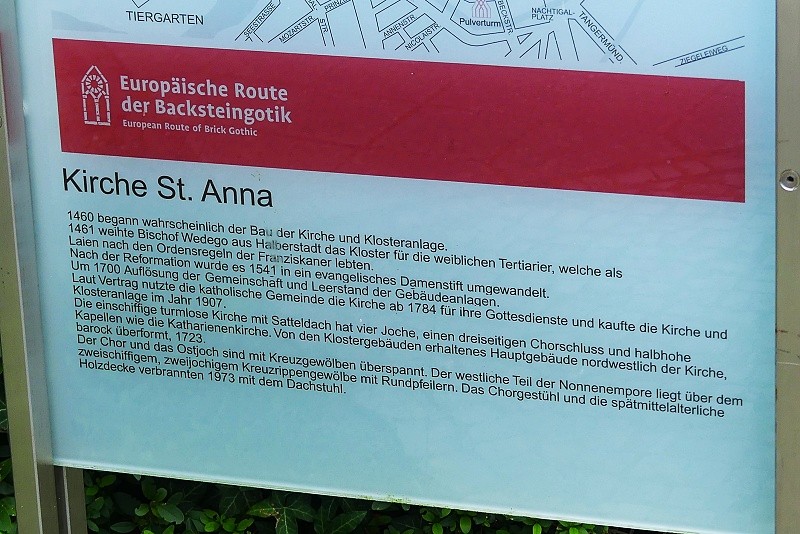 TIERGARTEN
SEESTRASSE
MOZARTSTR
STR
ANNENSTR
NICOLAISTR
Pulverturm
NACHTIGAL-
PLATZ
TANGERMÜND
ZIEGELEIWEG
Europäische Route
der Backsteingotik
European Route of Brick Gothic
Kirche St. Anna
1460 begann wahrscheinlich der Bau der Kirche und Klosteranlage.
1461 weihte Bischof Wedego aus Halberstadt das Kloster für die weiblichen Tertiarier, welche als
Laien nach den Ordensregeln der Franziskaner lebten.
Nach der Reformation wurde es 1541 in ein evangelisches Damenstift umgewandelt.
Um 1700 Auflösung der Gemeinschaft und Leerstand der Gebäudeanlagen.
Laut Vertrag nutzte die katholische Gemeinde die Kirche ab 1784 für ihre Gottesdienste und kaufte die Kirche und
Klosteranlage im Jahr 1907.
Die einschiffige turmlose Kirche mit Satteldach hat vier Joche, einen dreiseitigen Chorschluss und halbhohe
Kapellen wie die Katharienenkirche. Von den Klostergebäuden erhaltenes Hauptgebäude nordwestlich der Kirche,
barock überformt, 1723.
Der Chor und das Ostjoch sind mit Kreuzgewölben überspannt. Der westliche Teil der Nonnenempore liegt über dem
zweischiffigem, zweijochigem Kreuzrippengewölbe mit Rundpfeilern. Das Chorgestühl und die spätmittelalterliche
Holzdecke verbrannten 1973 mit dem Dachstuhl.